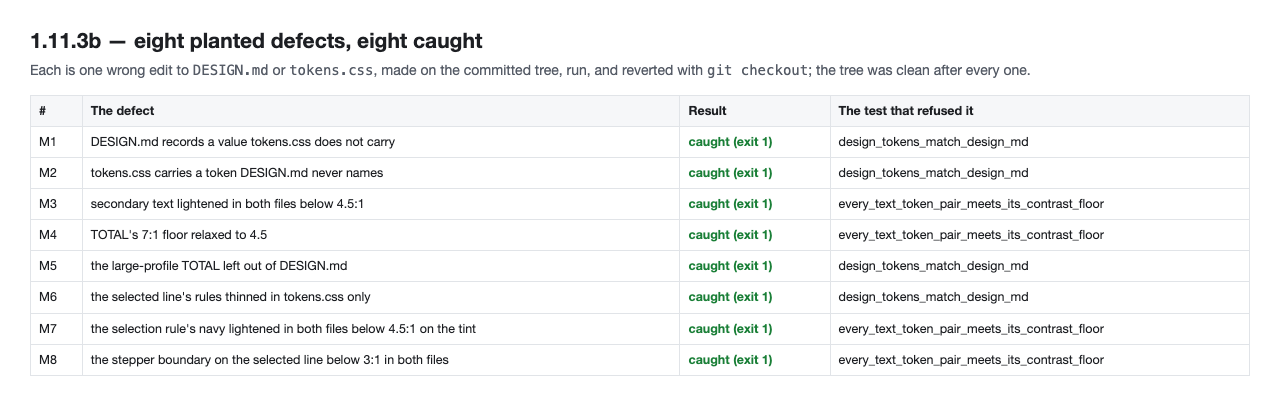 1.11.3b — eight planted defects, eight caught
Each is one wrong edit to DESIGN.md or tokens.css, made on the committed tree, run, and reverted with git checkout; the tree was clean after every one.
# The defect Result The test that refused it
M1 DESIGN.md records a value tokens.css does not carry caught (exit 1) design_tokens_match_design_md
M2 tokens.css carries a token DESIGN.md never names caught (exit 1) design_tokens_match_design_md
M3 secondary text lightened in both files below 4.5:1 caught (exit 1) every_text_token_pair_meets_its_contrast_floor
M4 TOTAL's 7:1 floor relaxed to 4.5 caught (exit 1) every_text_token_pair_meets_its_contrast_floor
M5 the large-profile TOTAL left out of DESIGN.md caught (exit 1) design_tokens_match_design_md
M6 the selected line's rules thinned in tokens.css only caught (exit 1) design_tokens_match_design_md
M7 the selection rule's navy lightened in both files below 4.5:1 on the tint caught (exit 1) every_text_token_pair_meets_its_contrast_floor
M8 the stepper boundary on the selected line below 3:1 in both files caught (exit 1) every_text_token_pair_meets_its_contrast_floor